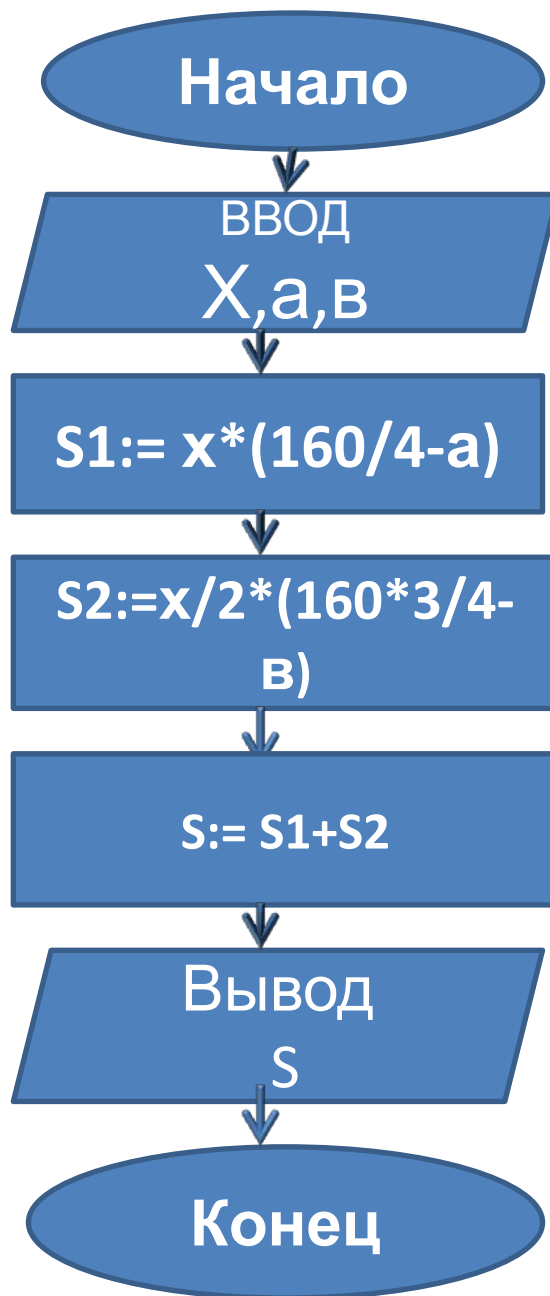 Начало
ВВОД
Х,а,в
S1:= х*(160/4-а)
S2:=х/2*(160*3/4-
в)
S:= S1+S2
Вывод
S
Конец